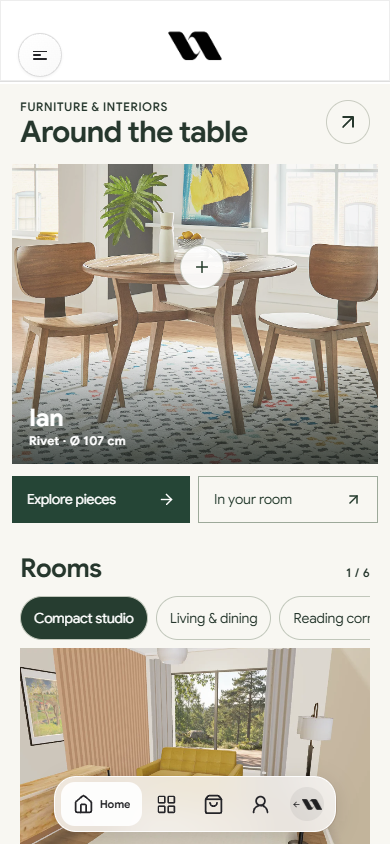 FURNITURE & INTERIORS
Around the table
Ian
Rivet · Ø 107 cm
Explore pieces
In your room
Rooms
1 / 6
Compact studio
Living & dining
Reading corr
Home